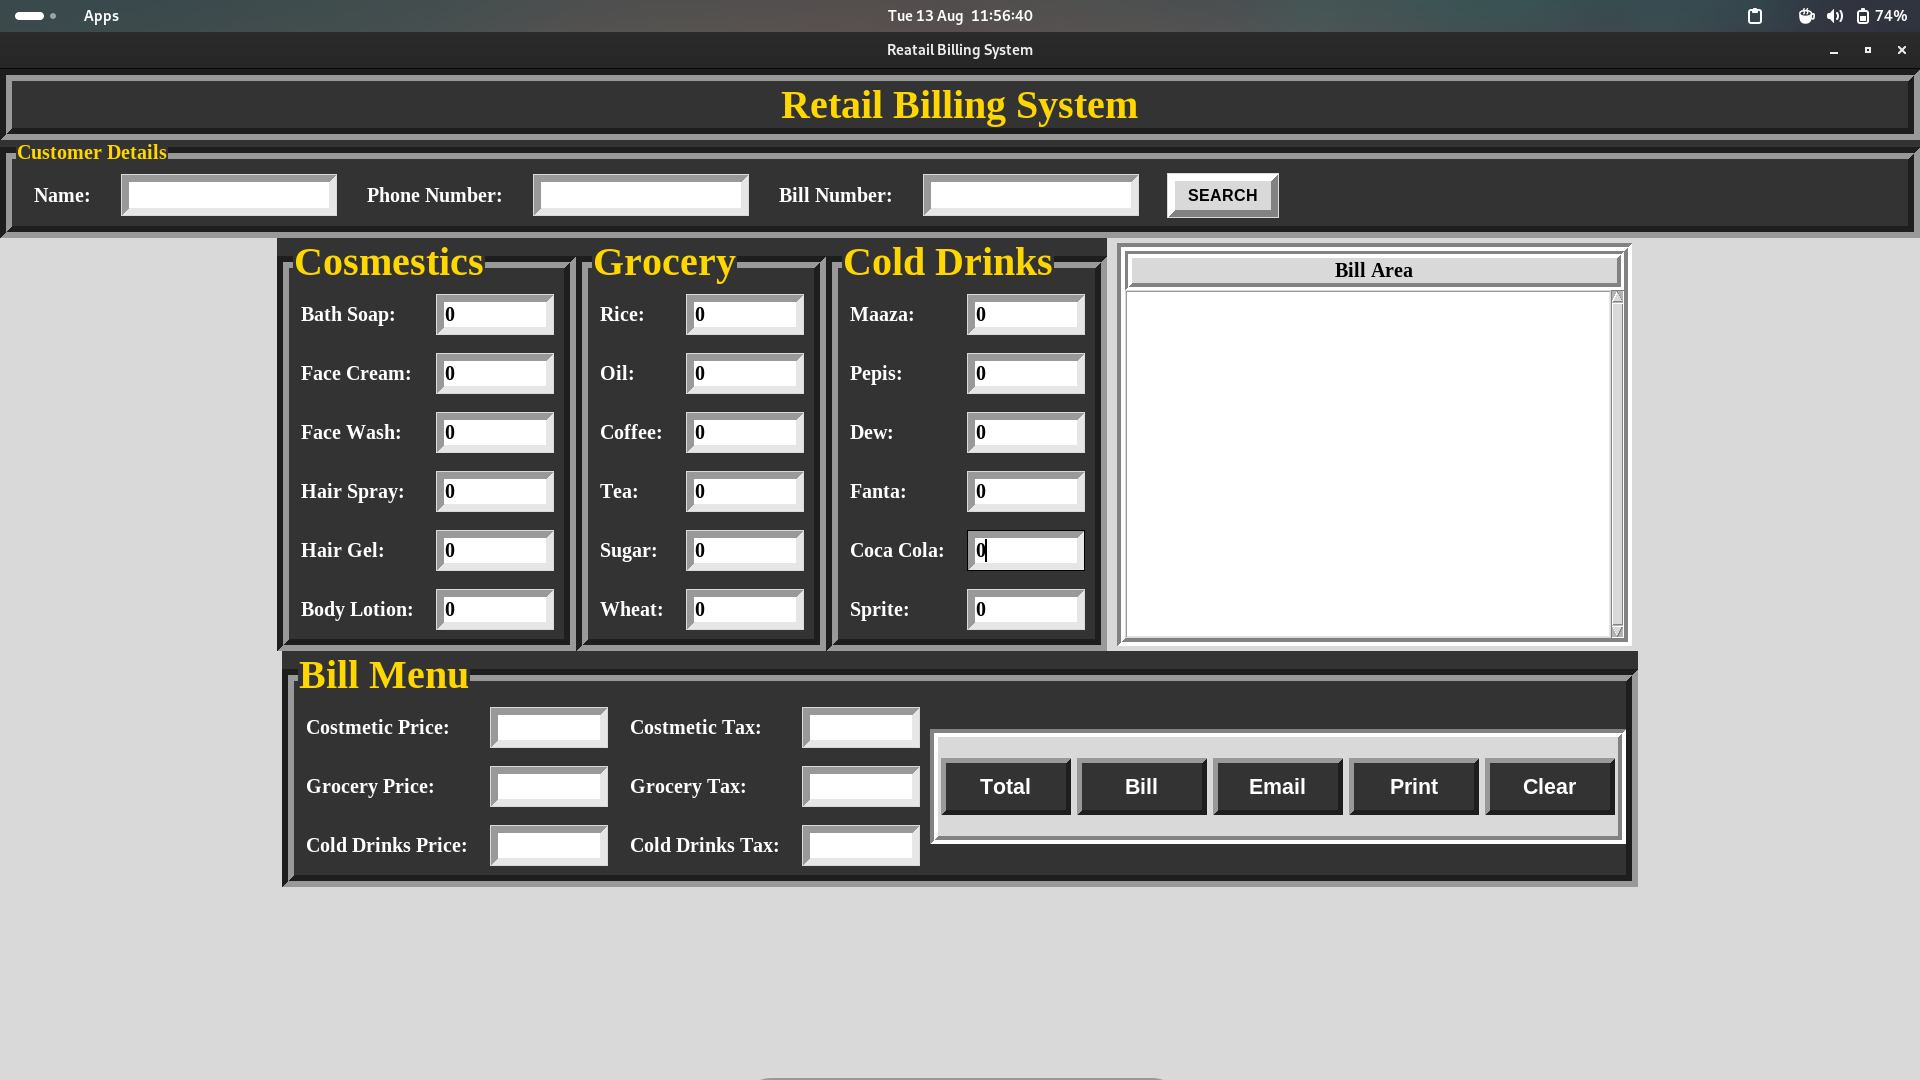 Apps
Tue 13 Aug 11:56:40
74%
Reatail Billing System
Retail Billing System
Customer Details
Name:
Phone Number:
Bill Number:
SEARCH
Cosmestics
Bath Soap: 0
Face Cream: 0
Face Wash: 0
Hair Spray: 0
Hair Gel: 0
Body Lotion: 0
Grocery
Rice: 0
Oil: 0
Coffee: 0
Tea: 0
Sugar: 0
Wheat: 0
Cold Drinks
Maaza: 0
Pepis: 0
Dew: 0
Fanta: 0
Coca Cola: 0
Sprite: 0
Bill Area
Bill Menu
Costmetic Price:
Costmetic Tax:
Grocery Price:
Grocery Tax:
Cold Drinks Price:
Cold Drinks Tax:
Total
Bill
Email
Print
Clear